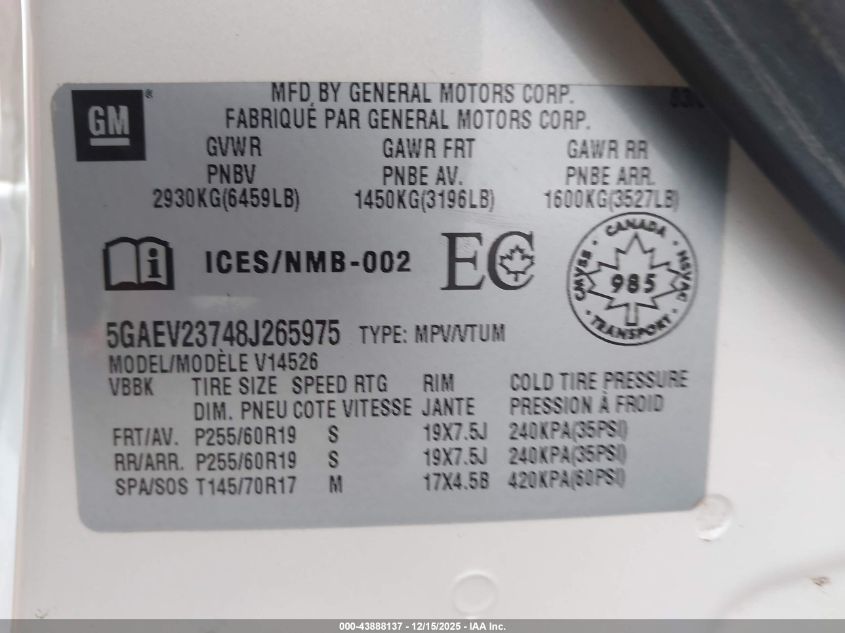 GM
®
MFD BY GENERAL MOTORS CORP.
FABRIQUÉ PAR GENERAL MOTORS CORP.
GVWR GAWR FRT GAWR RR
PNBV PNBE AV. PNBE ARR.
2930KG(6459LB) 1450KG(3196LB) 1600KG(3527LB)
i ICES/NMB-002 EC
CANADA
CMVSS 985 NSVAC
TRANSPORT
5GAEV23748J265975 TYPE: MPV/VTUM
MODEL/MODÈLE V14526
VBBK TIRE SIZE SPEED RTG RIM COLD TIRE PRESSURE
DIM. PNEU COTE VITESSE JANTE PRESSION À FROID
FRT/AV. P255/60R19 S 19X7.5J 240KPA(35PSI)
RR/ARR. P255/60R19 S 19X7.5J 240KPA(35PSI)
SPA/SOS T145/70R17 M 17X4.5B 420KPA(60PSI)
000-43888137 - 12/15/2025 - IAA Inc.